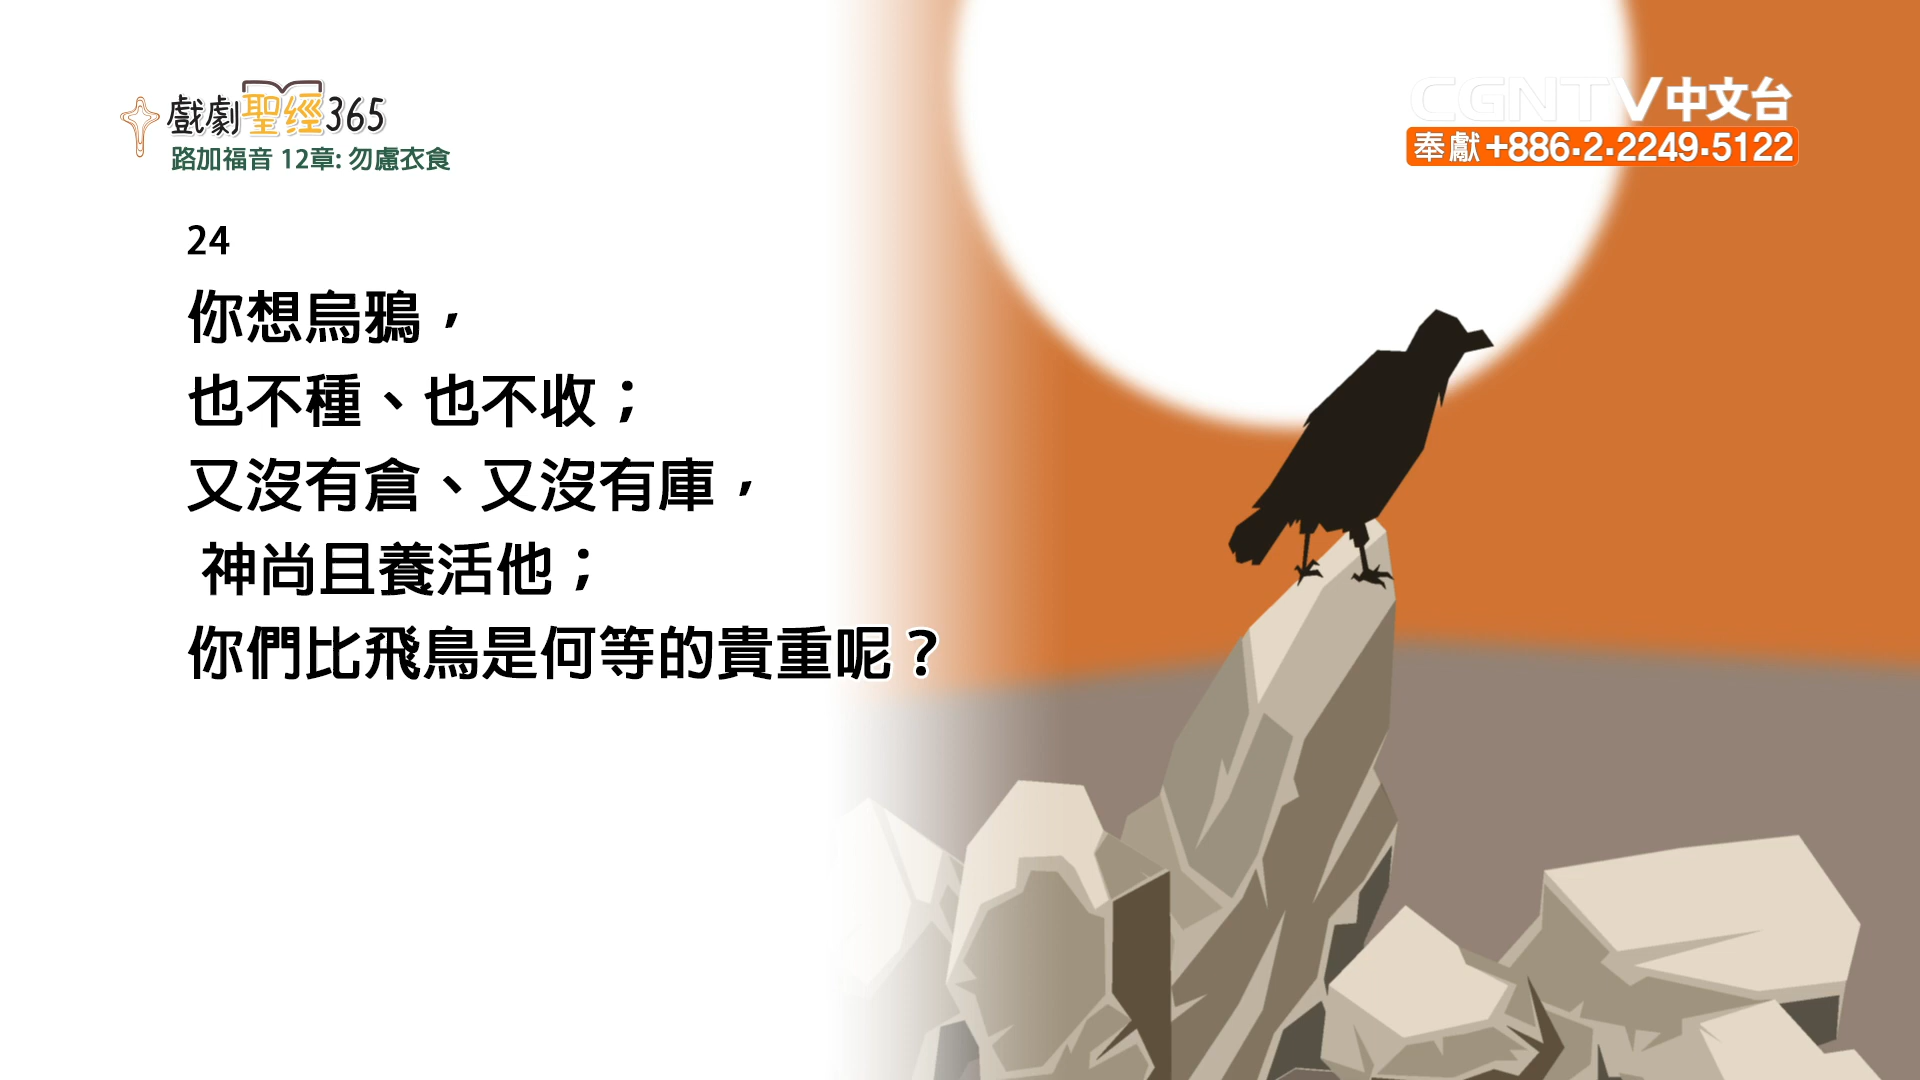 戲劇聖經365
路加福音 12章: 勿慮衣食
CGNTV中文台
奉獻 +886·2·2249·5122
24
你想烏鴉，
也不種、也不收；
又沒有倉、又沒有庫，
神尚且養活他；
你們比飛鳥是何等的貴重呢？